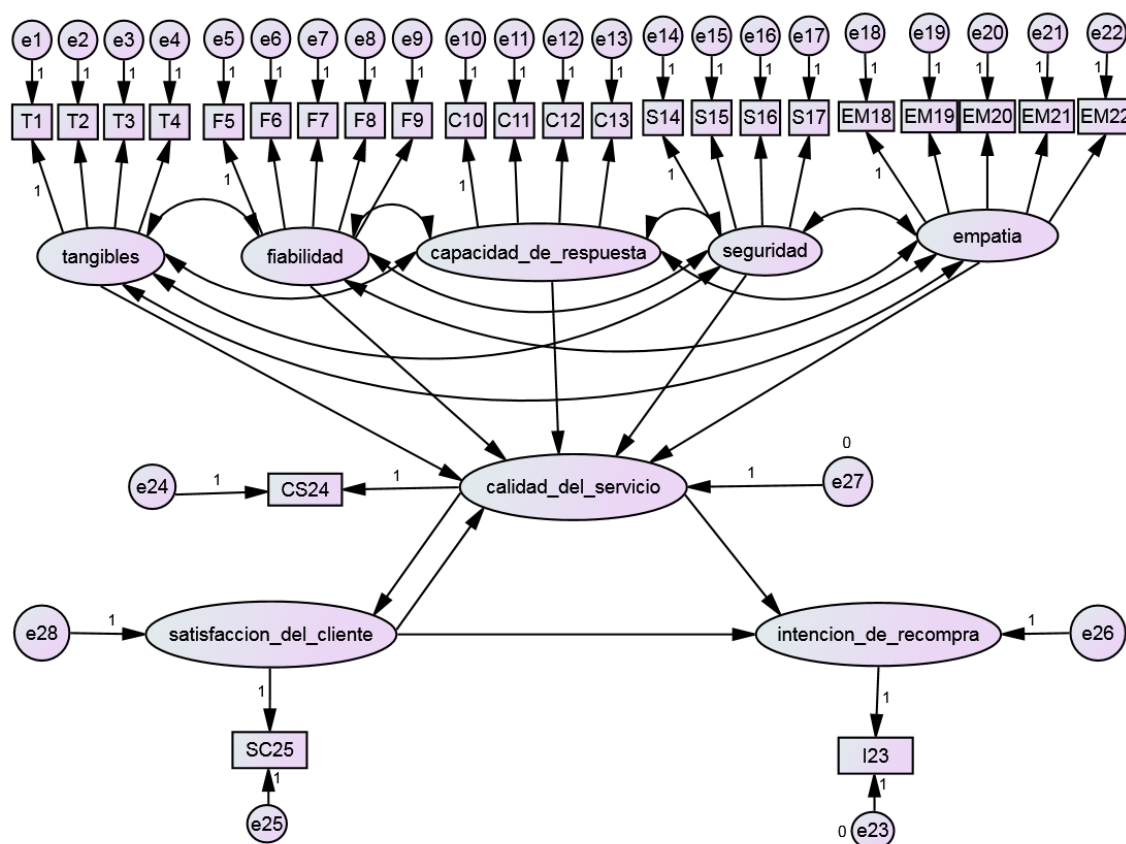 e1 e2 e3 e4 e5 e6 e7 e8 e9 e10 e11 e12 e13 e14 e15 e16 e17 e18 e19 e20 e21 e22
1 1 1 1 1 1 1 1 1 1 1 1 1 1 1 1 1 1 1 1 1 1
T1 T2 T3 T4 F5 F6 F7 F8 F9 C10 C11 C12 C13 S14 S15 S16 S17 EM18 EM19 EM20 EM21 EM22
1 1 1 1 1
tangibles fiabilidad capacidad_de_respuesta seguridad empatia
0
e24 1 CS24 1 calidad_del_servicio 1 e27
e28 1 satisfaccion_del_cliente intencion_de_recompra 1 e26
1 1
SC25 I23
1 1
e25 0 e23